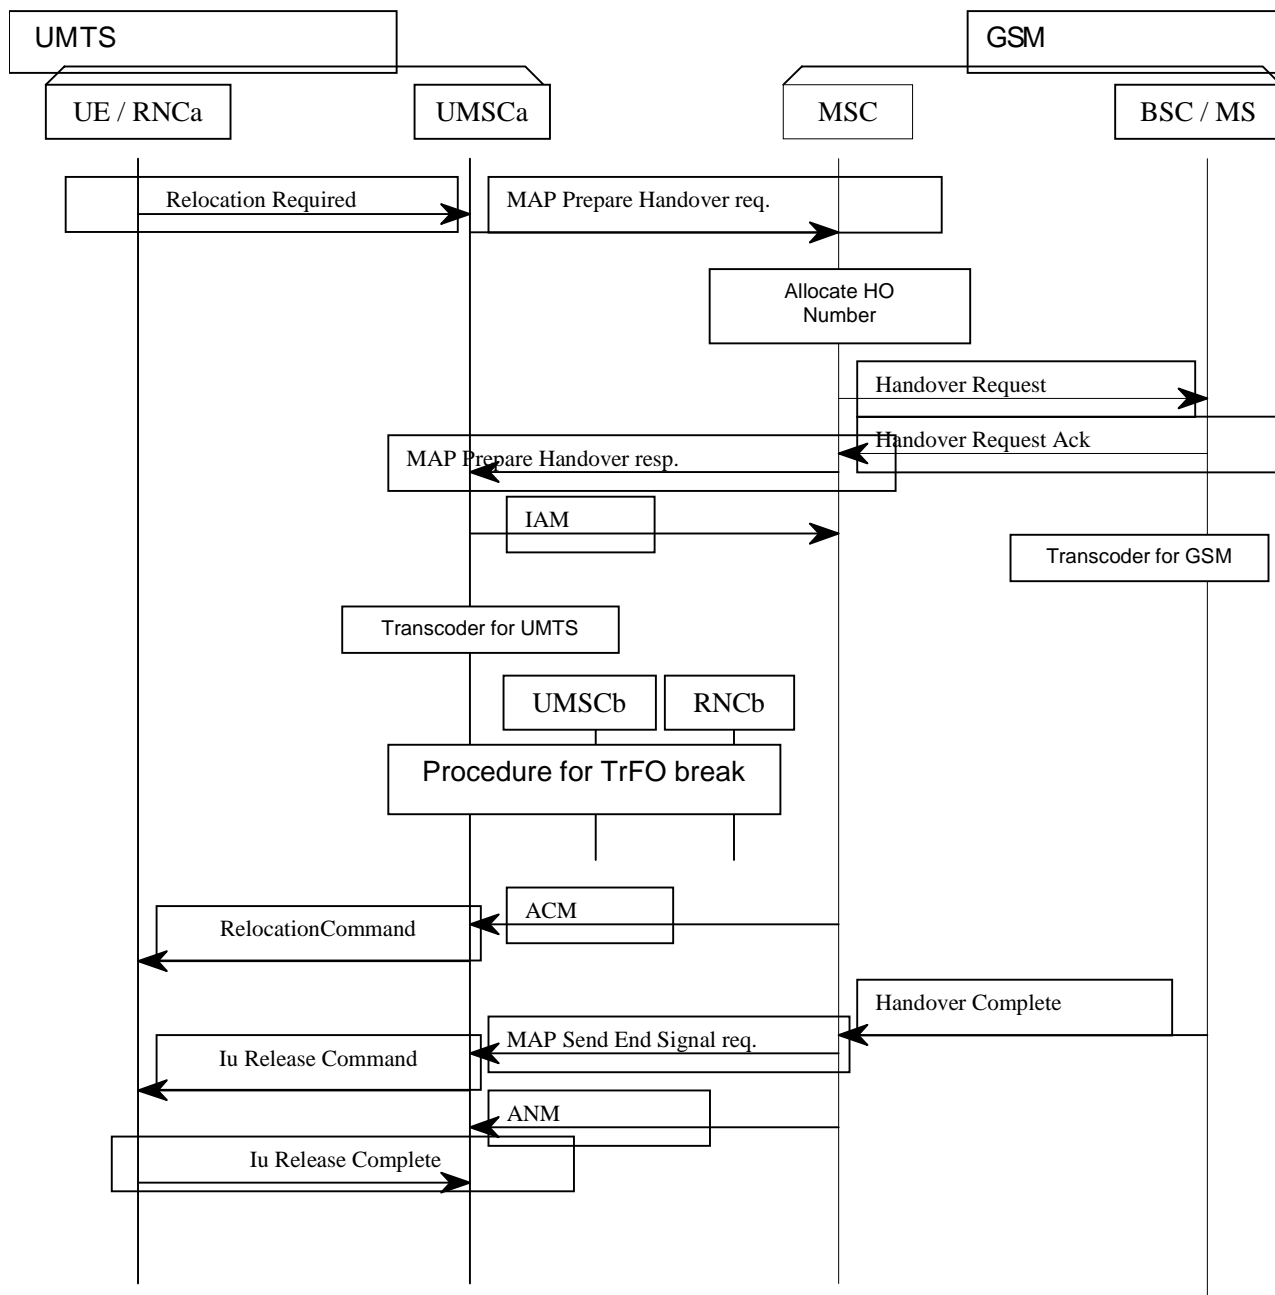 UMTS
GSM
UE / RNCa
UMSCa
MSC
BSC / MS
Relocation Required
MAP Prepare Handover req.
Allocate HO
Number
Handover Request
Handover Request Ack
MAP Prepare Handover resp.
IAM
Transcoder for GSM
Transcoder for UMTS
UMSCb
RNCb
Procedure for TrFO break
ACM
RelocationCommand
Handover Complete
MAP Send End Signal req.
Iu Release Command
ANM
Iu Release Complete